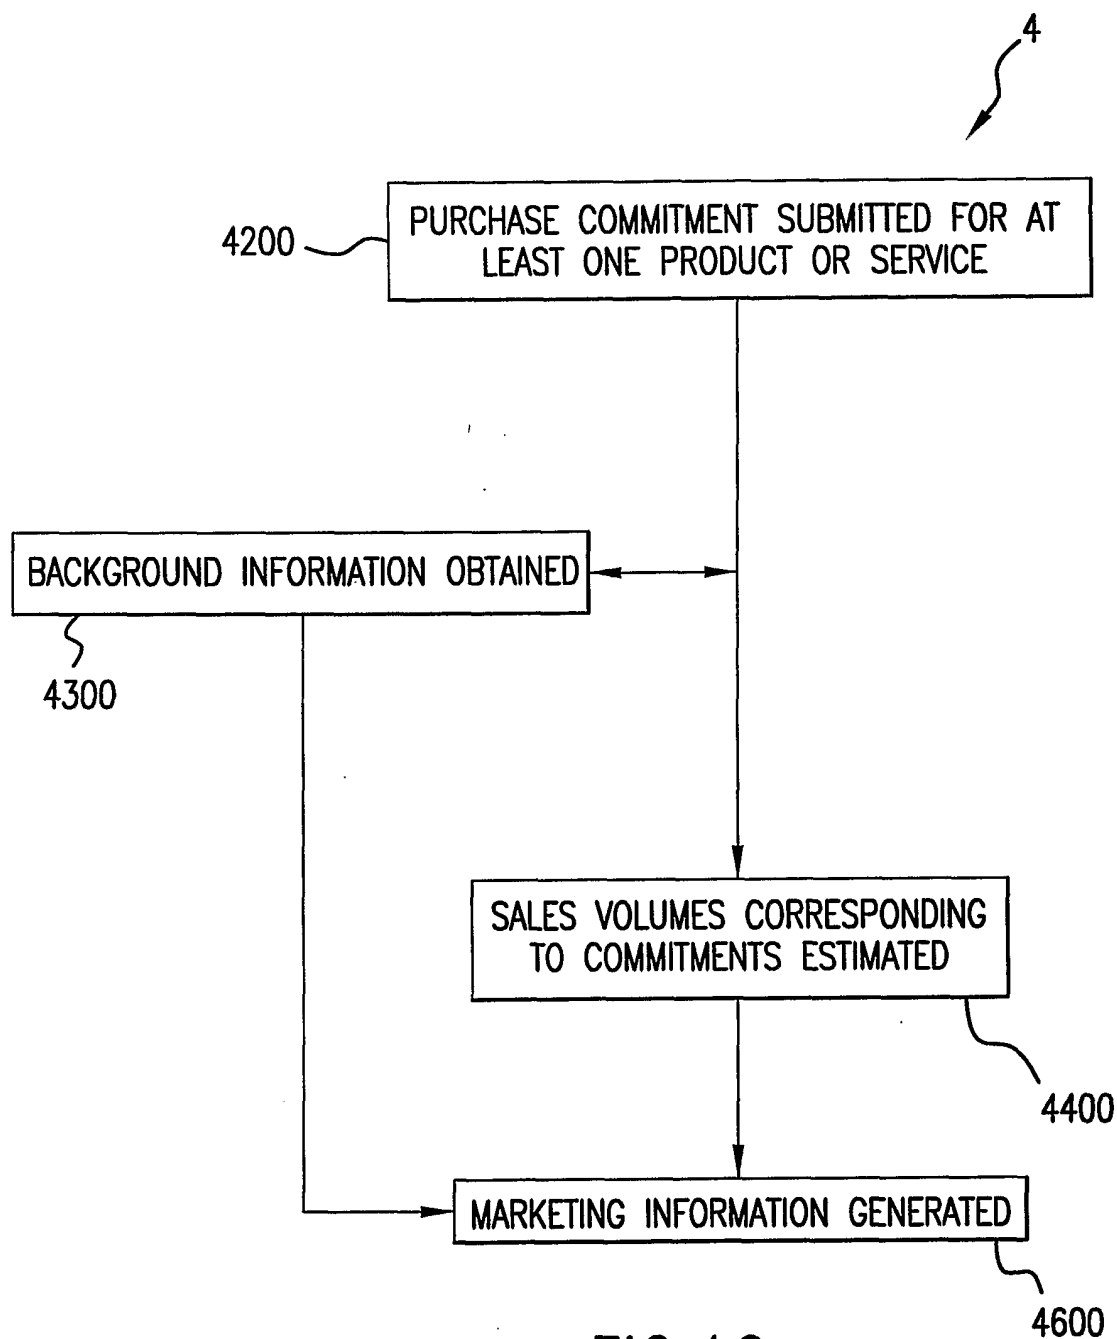 4
4200
PURCHASE COMMITMENT SUBMITTED FOR AT
LEAST ONE PRODUCT OR SERVICE
BACKGROUND INFORMATION OBTAINED
4300
SALES VOLUMES CORRESPONDING
TO COMMITMENTS ESTIMATED
4400
MARKETING INFORMATION GENERATED
4600